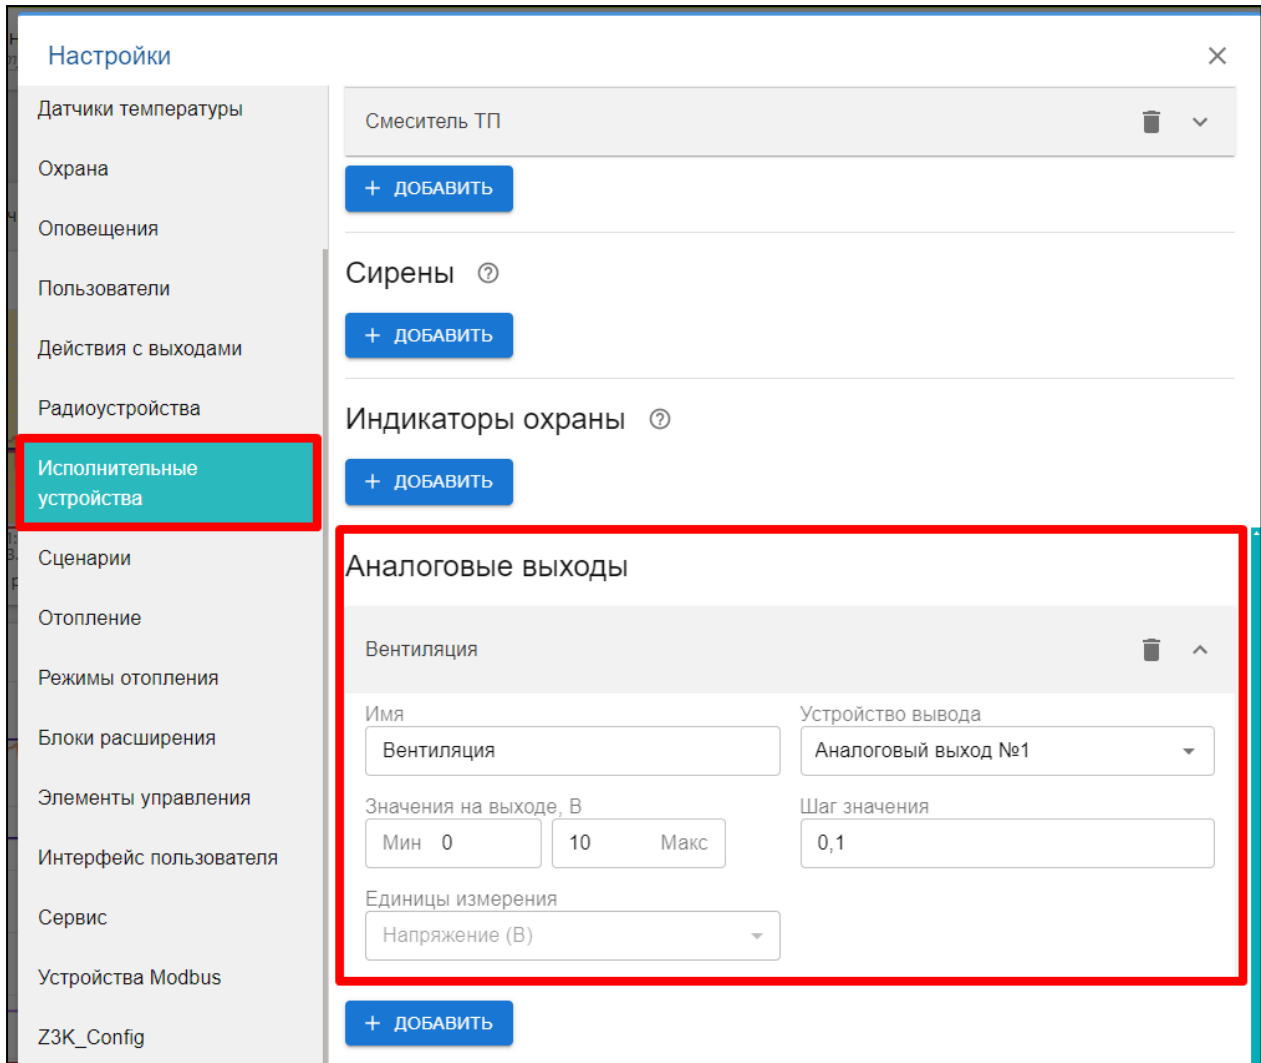 Настройки
Датчики температуры
Охрана
Оповещения
Пользователи
Действия с выходами
Радиоустройства
Исполнительные
устройства
Сценарии
Отопление
Режимы отопления
Блоки расширения
Элементы управления
Интерфейс пользователя
Сервис
Устройства Modbus
Z3K_Config
Смеситель ТП
+ ДОБАВИТЬ
Сирены ?
+ ДОБАВИТЬ
Индикаторы охраны ?
+ ДОБАВИТЬ
Аналоговые выходы
Вентиляция
Имя
Вентиляция
Устройство вывода
Аналоговый выход №1
Значения на выходе, В
Мин 0
10 Макс
Шаг значения
0,1
Единицы измерения
Напряжение (В)
+ ДОБАВИТЬ